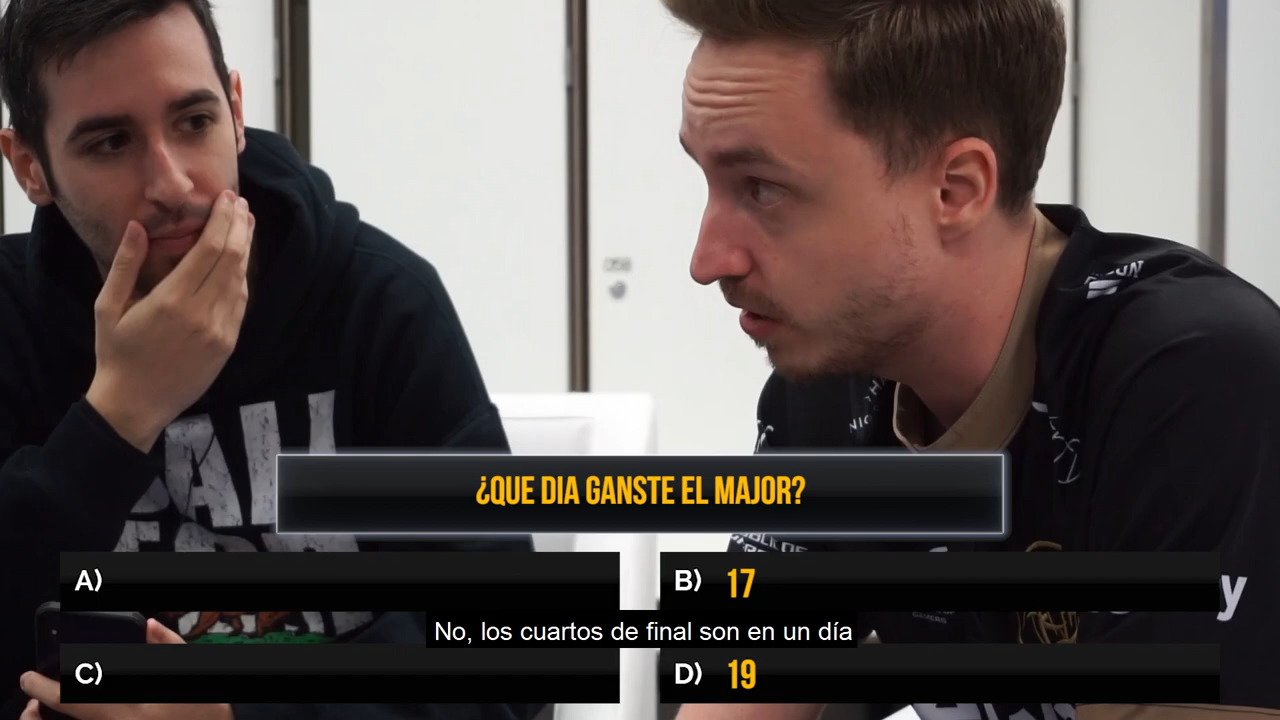 ¿QUE DIA GANSTE EL MAJOR?
A)
B) 17
No, los cuartos de final son en un día
C)
D) 19